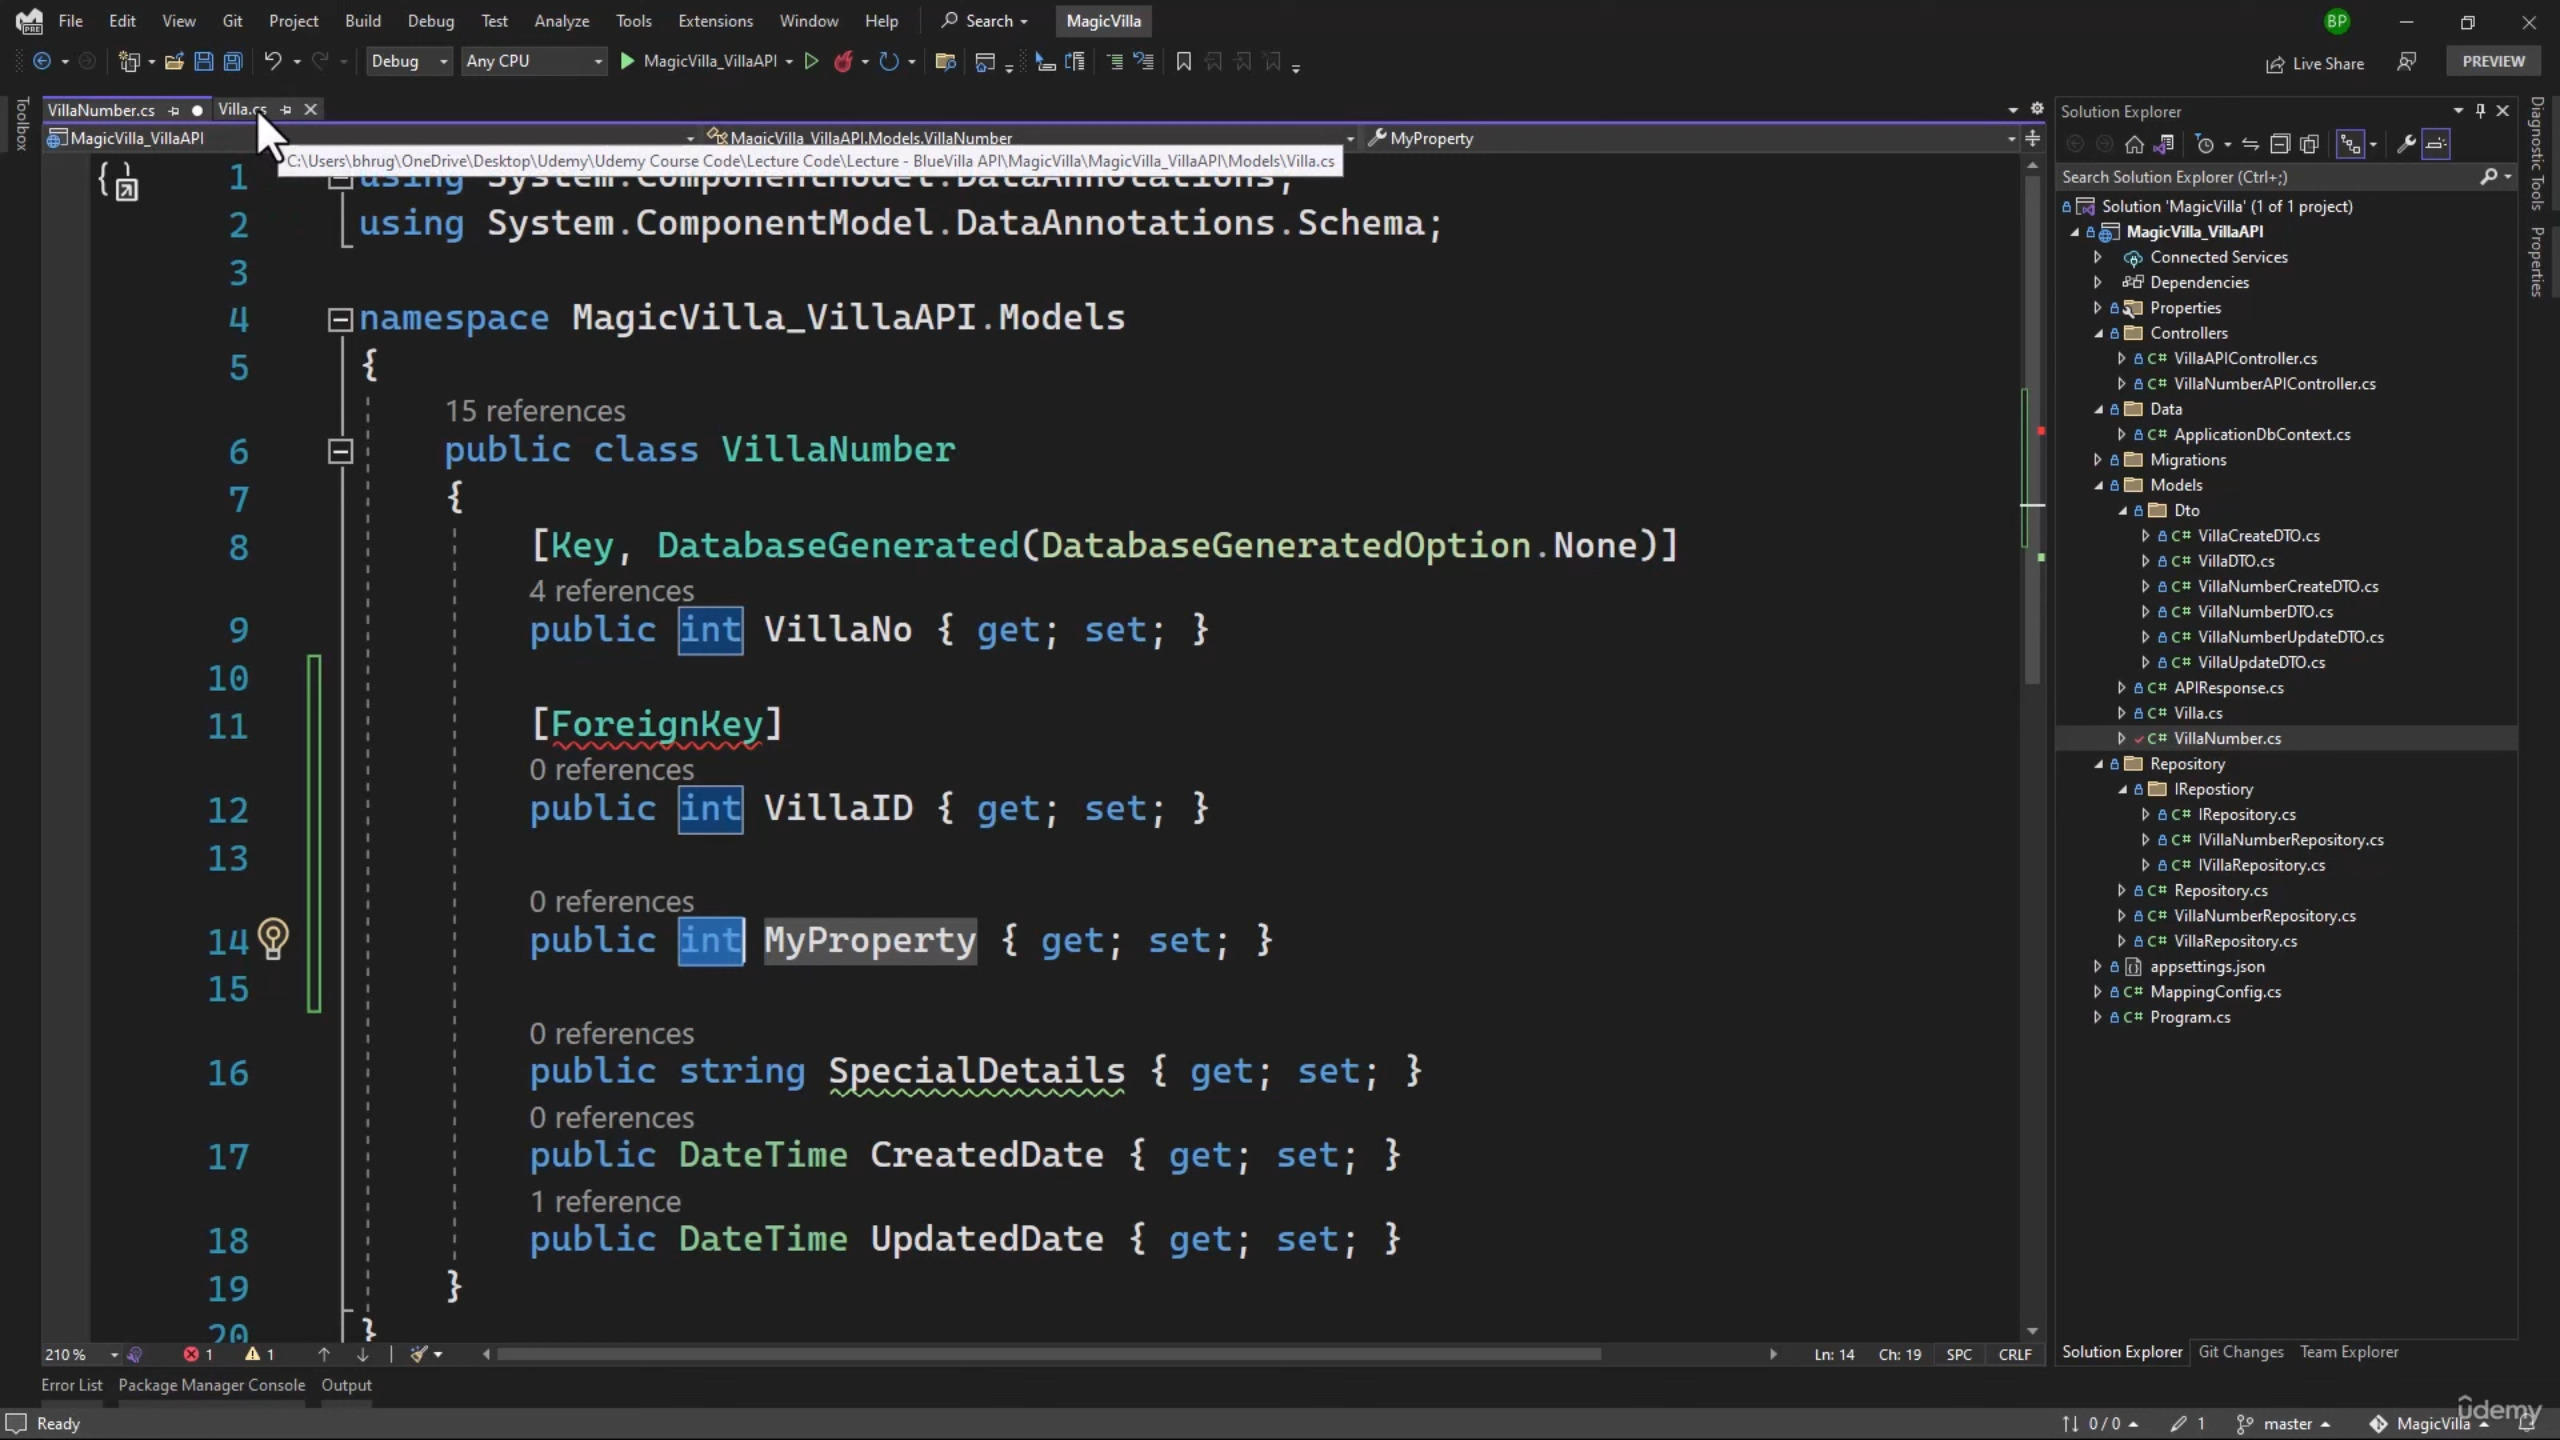 File Edit View Git Project Build Debug Test Analyze Tools Extensions Window Help Search MagicVilla BP
Debug Any CPU MagicVilla_VillaAPI Live Share PREVIEW
Toolbox
VillaNumber.cs Villa.cs
MagicVilla_VillaAPI MagicVilla_VillaAPI.Models.VillaNumber MyProperty
C:\Users\bhrug\OneDrive\Desktop\Udemy\Udemy Course Code\Lecture Code\Lecture - BlueVilla API\MagicVilla\MagicVilla_VillaAPI\Models\Villa.cs
1 using System.ComponentModel.DataAnnotations;
2 using System.ComponentModel.DataAnnotations.Schema;
3
4 namespace MagicVilla_VillaAPI.Models
5 {
15 references
6 public class VillaNumber
7 {
8 [Key, DatabaseGenerated(DatabaseGeneratedOption.None)]
4 references
9 public int VillaNo { get; set; }
10
11 [ForeignKey]
0 references
12 public int VillaID { get; set; }
13
0 references
14 public int MyProperty { get; set; }
15
0 references
16 public string SpecialDetails { get; set; }
0 references
17 public DateTime CreatedDate { get; set; }
1 reference
18 public DateTime UpdatedDate { get; set; }
19 }
20 }
210 % 1 1 Ln: 14 Ch: 19 SPC CRLF
Error List Package Manager Console Output
Ready
Solution Explorer
Search Solution Explorer (Ctrl+;)
Solution 'MagicVilla' (1 of 1 project)
MagicVilla_VillaAPI
Connected Services
Dependencies
Properties
Controllers
C# VillaAPIController.cs
C# VillaNumberAPIController.cs
Data
C# ApplicationDbContext.cs
Migrations
Models
Dto
C# VillaCreateDTO.cs
C# VillaDTO.cs
C# VillaNumberCreateDTO.cs
C# VillaNumberDTO.cs
C# VillaNumberUpdateDTO.cs
C# VillaUpdateDTO.cs
C# APIResponse.cs
C# Villa.cs
C# VillaNumber.cs
Repository
IRepostiory
C# IRepository.cs
C# IVillaNumberRepository.cs
C# IVillaRepository.cs
C# Repository.cs
C# VillaNumberRepository.cs
C# VillaRepository.cs
appsettings.json
C# MappingConfig.cs
C# Program.cs
Solution Explorer Git Changes Team Explorer
0 / 0 1 master MagicVilla
Diagnostic Tools
Properties
udemy